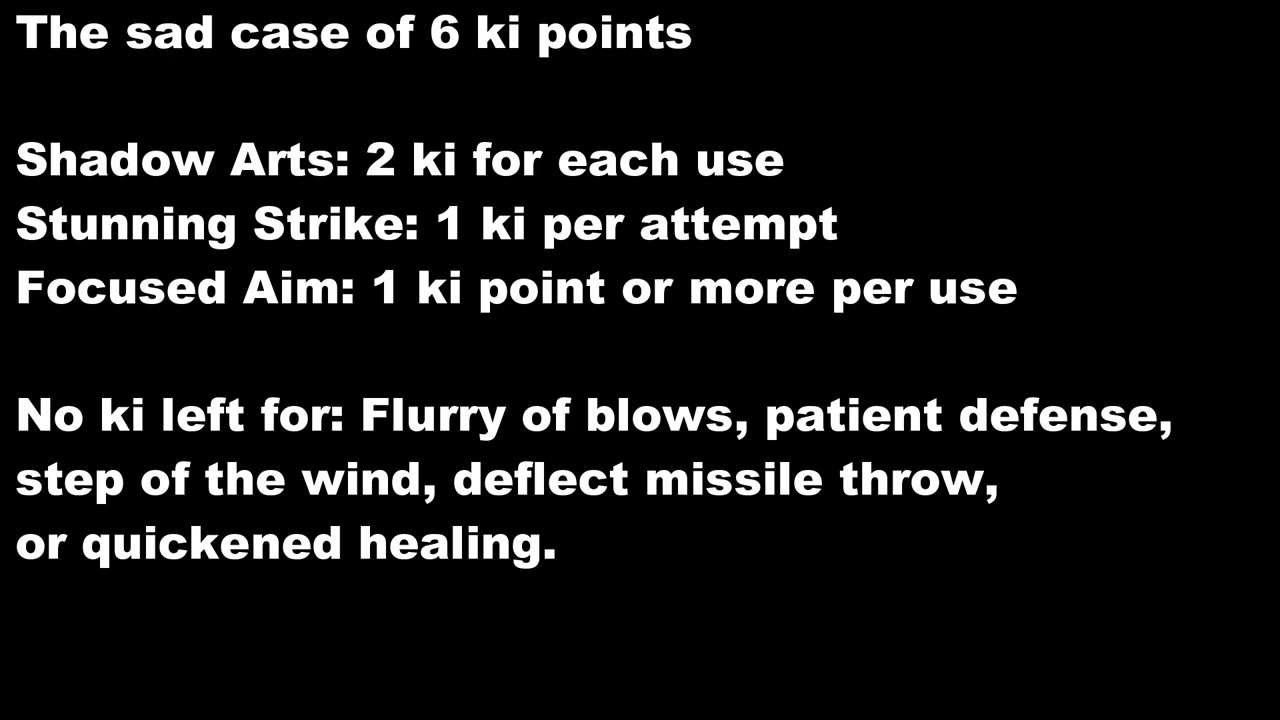 The sad case of 6 ki points
Shadow Arts: 2 ki for each use
Stunning Strike: 1 ki per attempt
Focused Aim: 1 ki point or more per use
No ki left for: Flurry of blows, patient defense,
step of the wind, deflect missile throw,
or quickened healing.